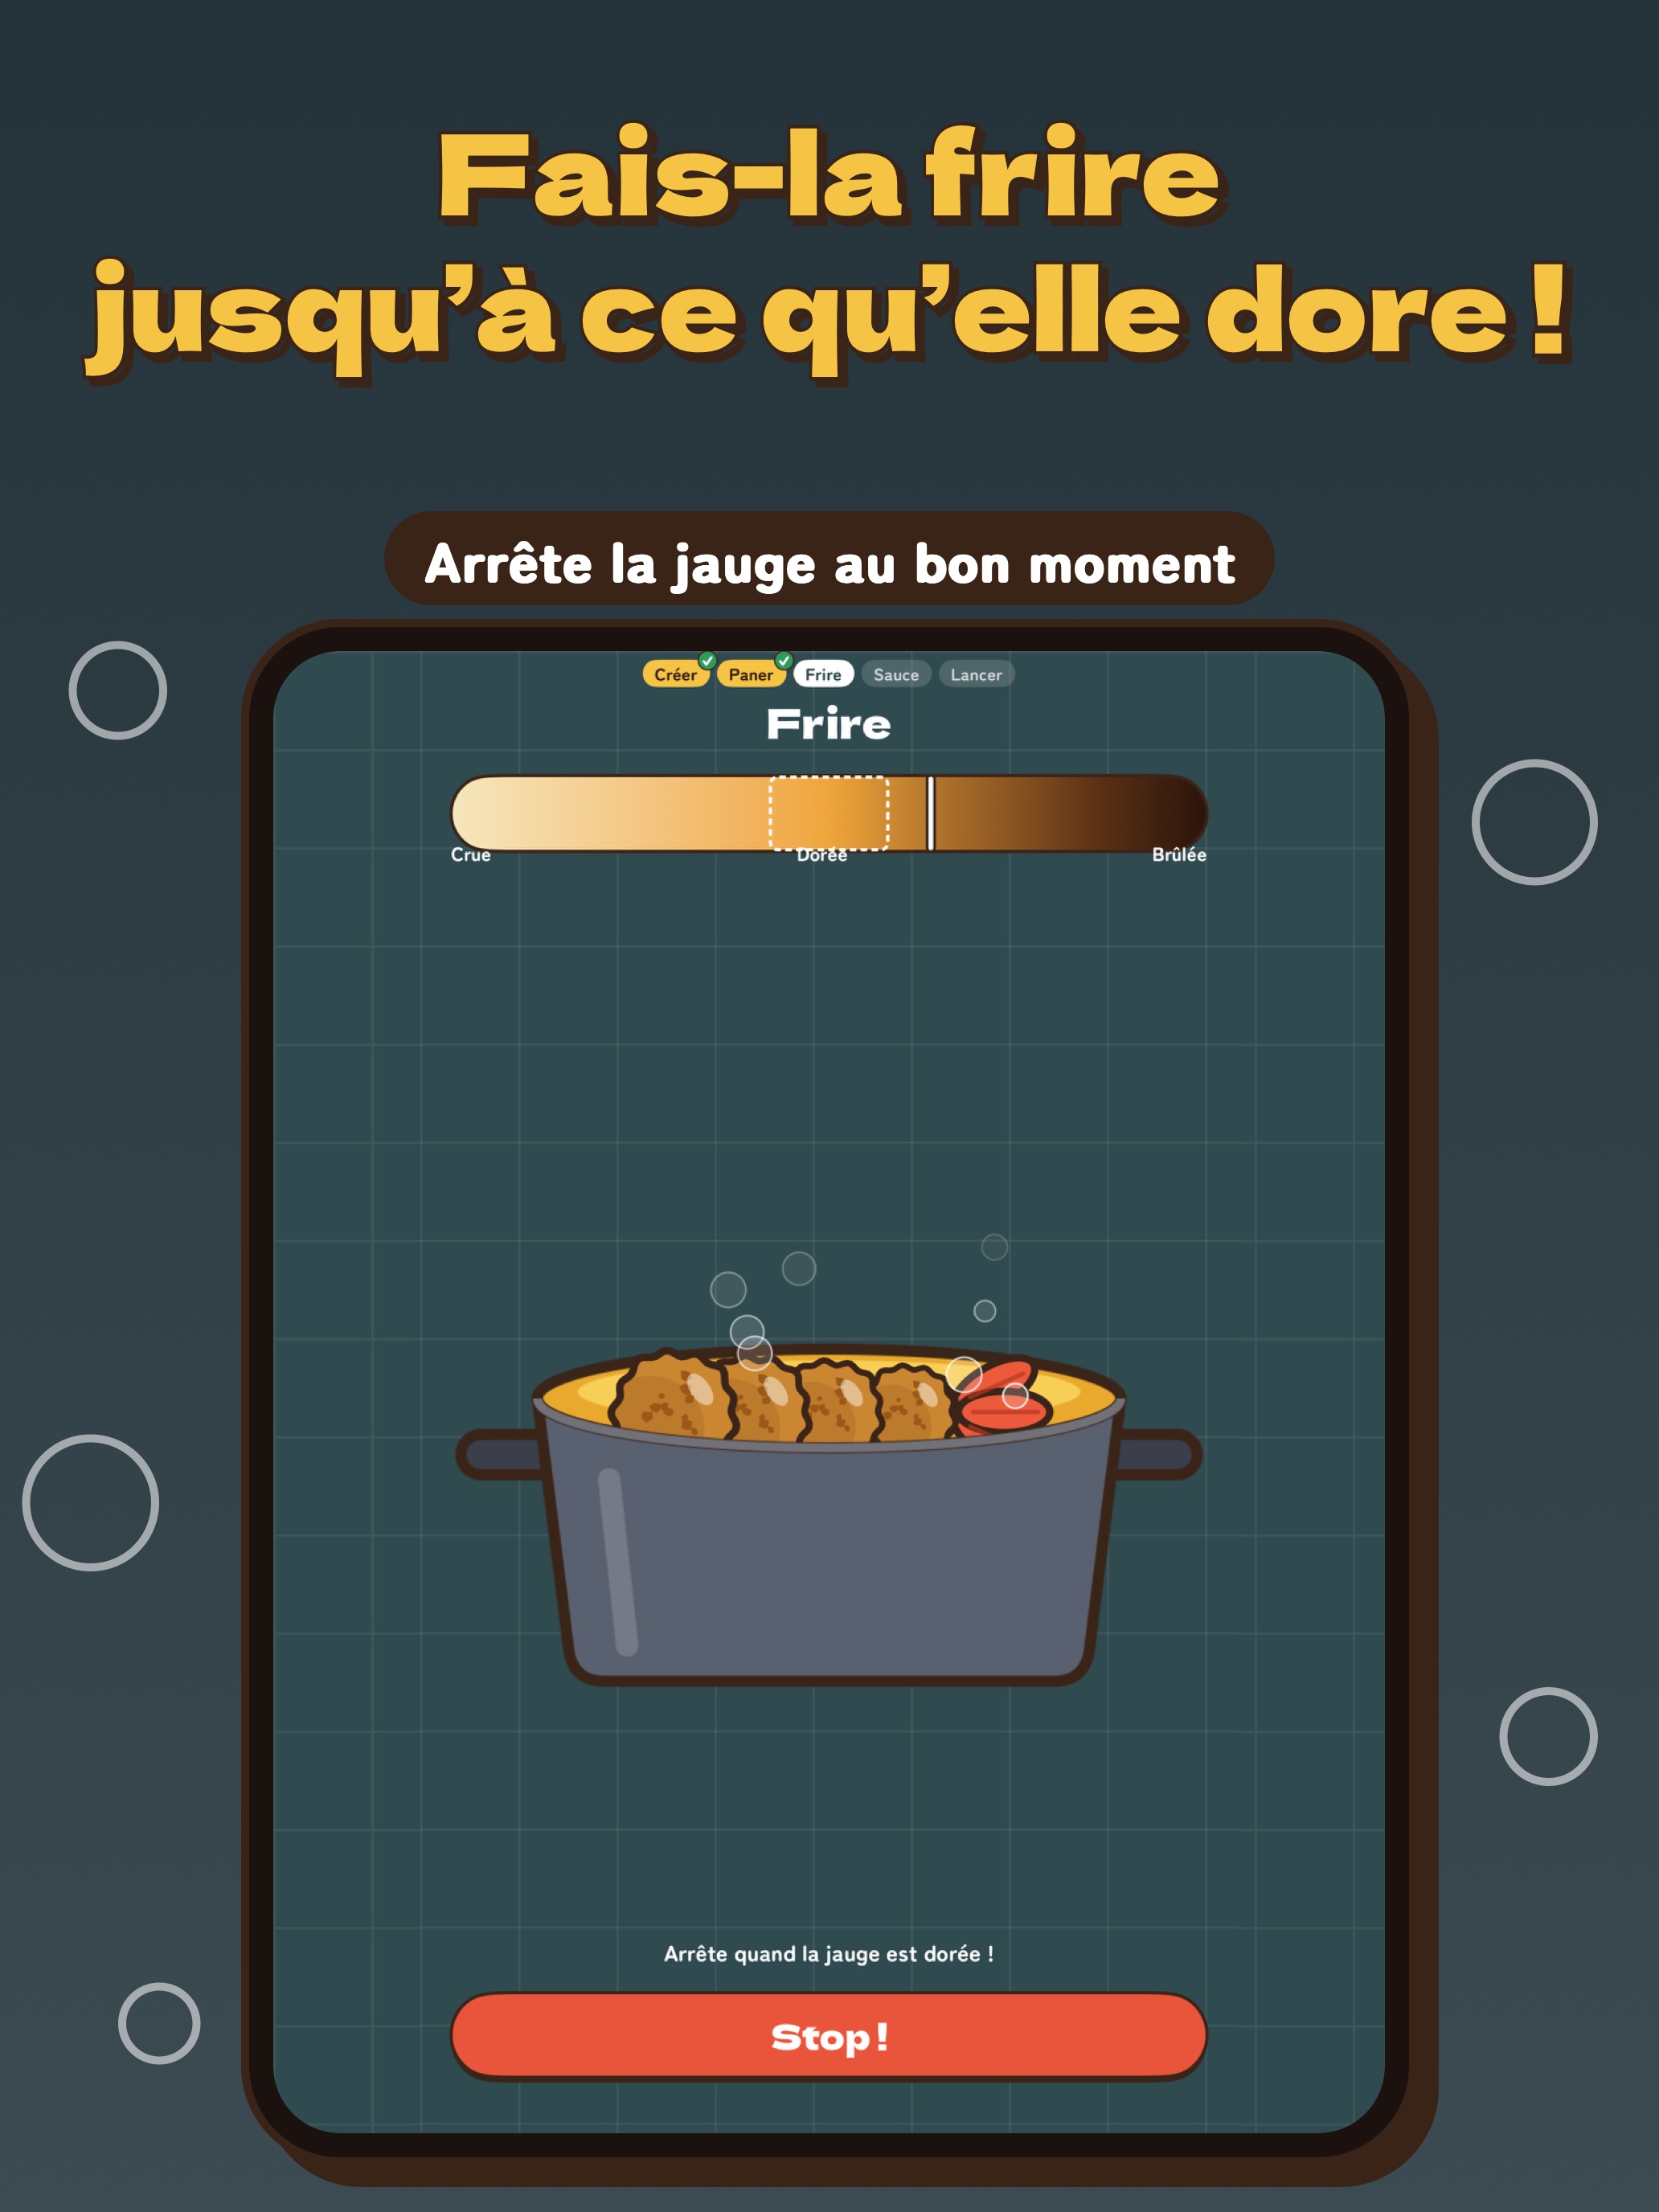 Fais-la frire
jusqu’à ce qu’elle dore !
Arrête la jauge au bon moment
Créer Paner Frire Sauce Lancer
Frire
Crue Dorée Brûlée
Arrête quand la jauge est dorée !
Stop !